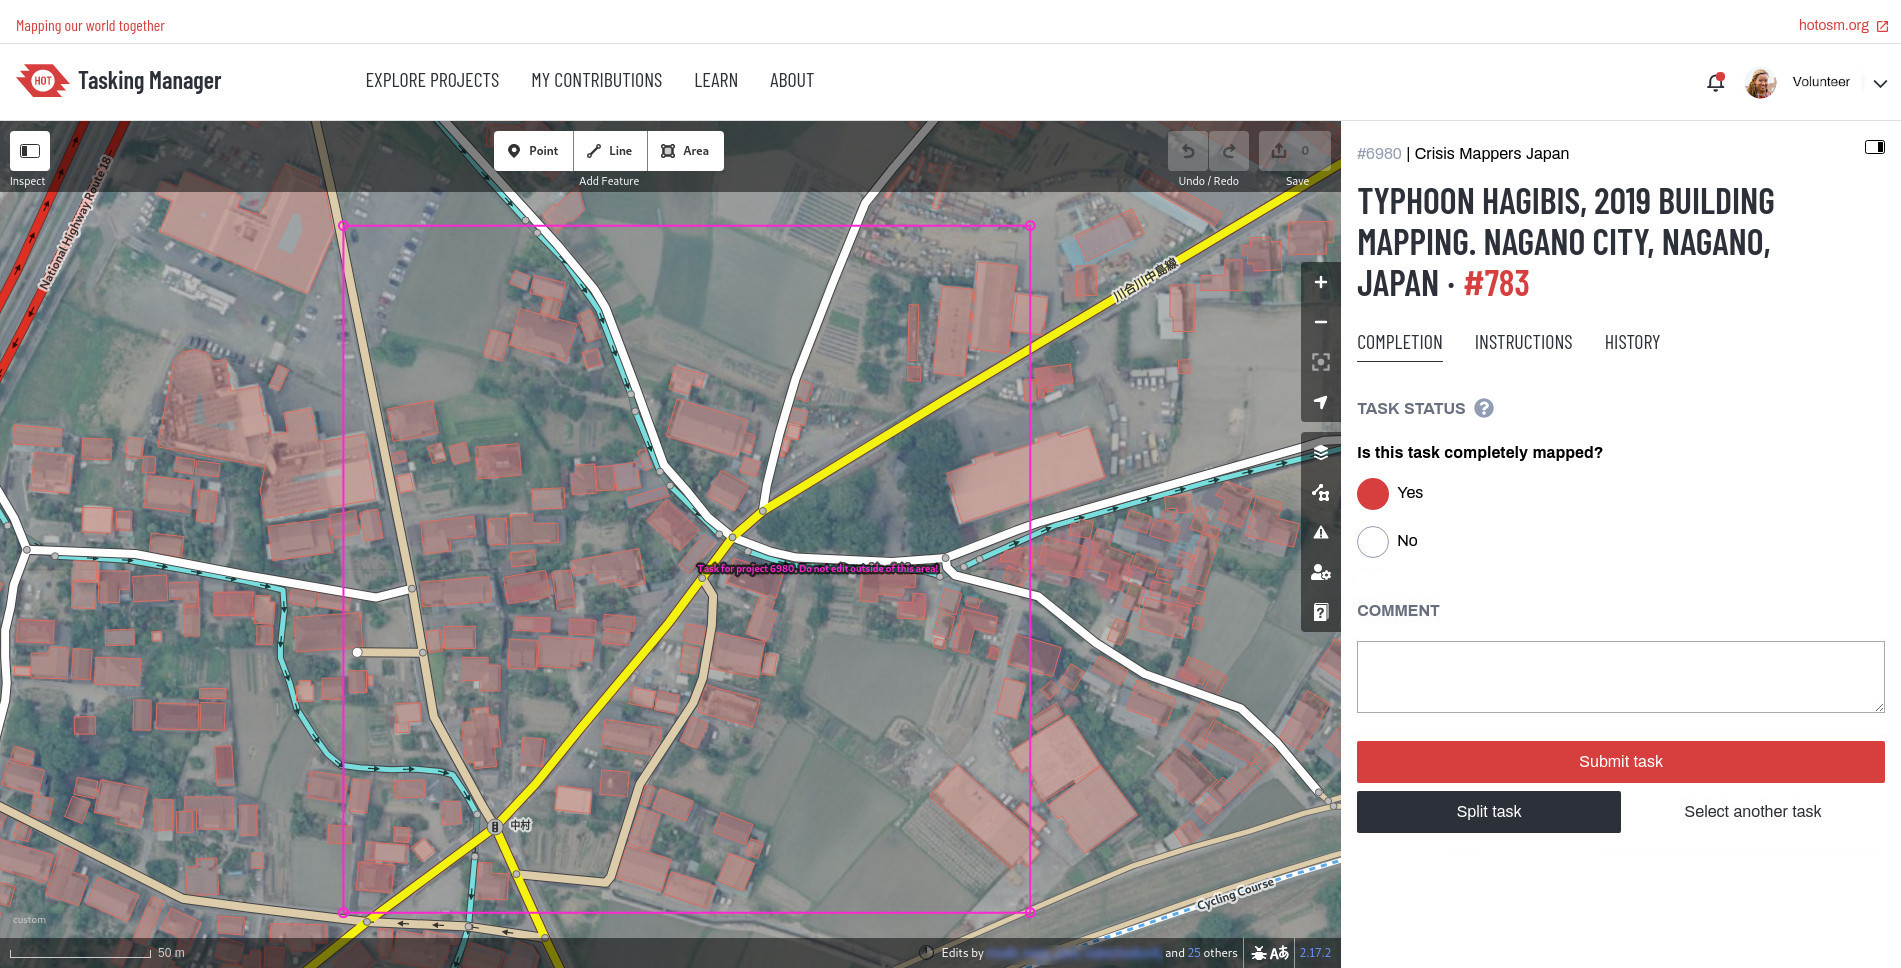 Mapping our world together
hotosm.org
HOT
Tasking Manager
EXPLORE PROJECTS
MY CONTRIBUTIONS
LEARN
ABOUT
Volunteer
Inspect
Point
Line
Area
Add Feature
Undo / Redo
0
Save
National Highway Route 18
川合川中島線
Task for project 6980. Do not edit outside of this area!
中村
Cycling Course
custom
50 m
Edits by
and 25 others
Aあ
2.17.2
#6980 | Crisis Mappers Japan
TYPHOON HAGIBIS, 2019 BUILDING
MAPPING. NAGANO CITY, NAGANO,
JAPAN · #783
COMPLETION
INSTRUCTIONS
HISTORY
TASK STATUS ?
Is this task completely mapped?
Yes
No
COMMENT
Submit task
Split task
Select another task